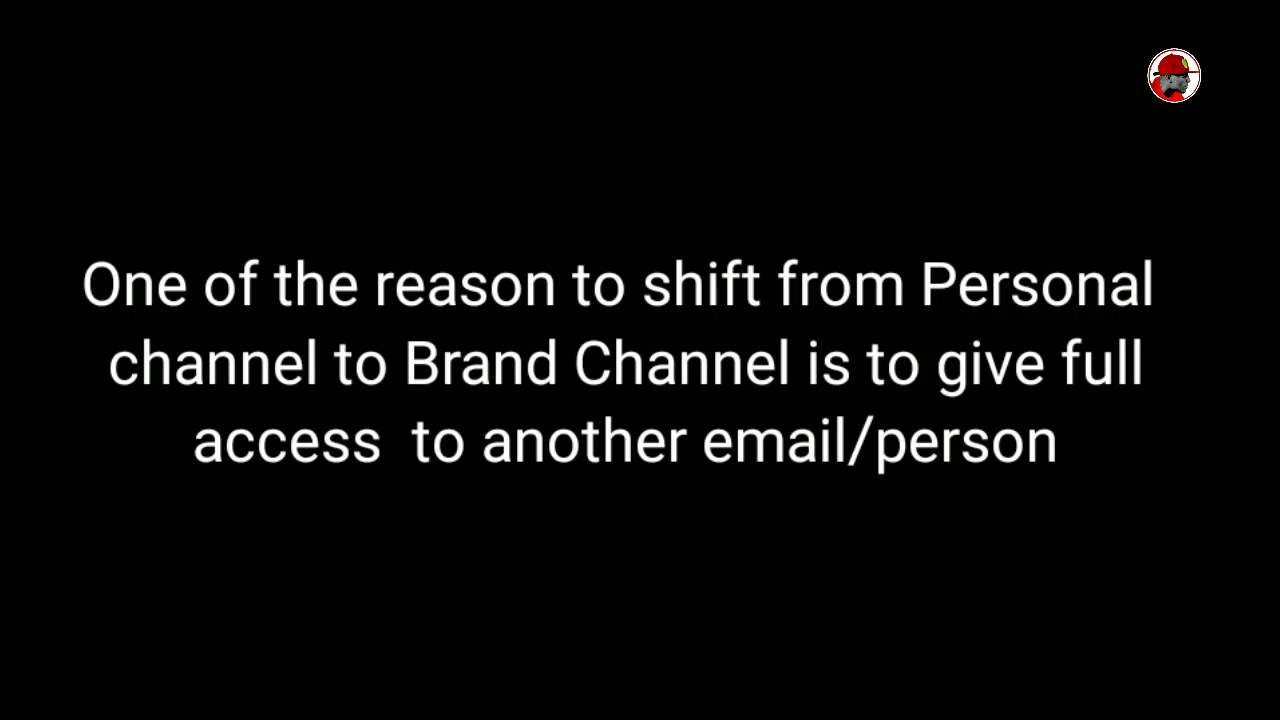 One of the reason to shift from Personal
channel to Brand Channel is to give full
access  to another email/person